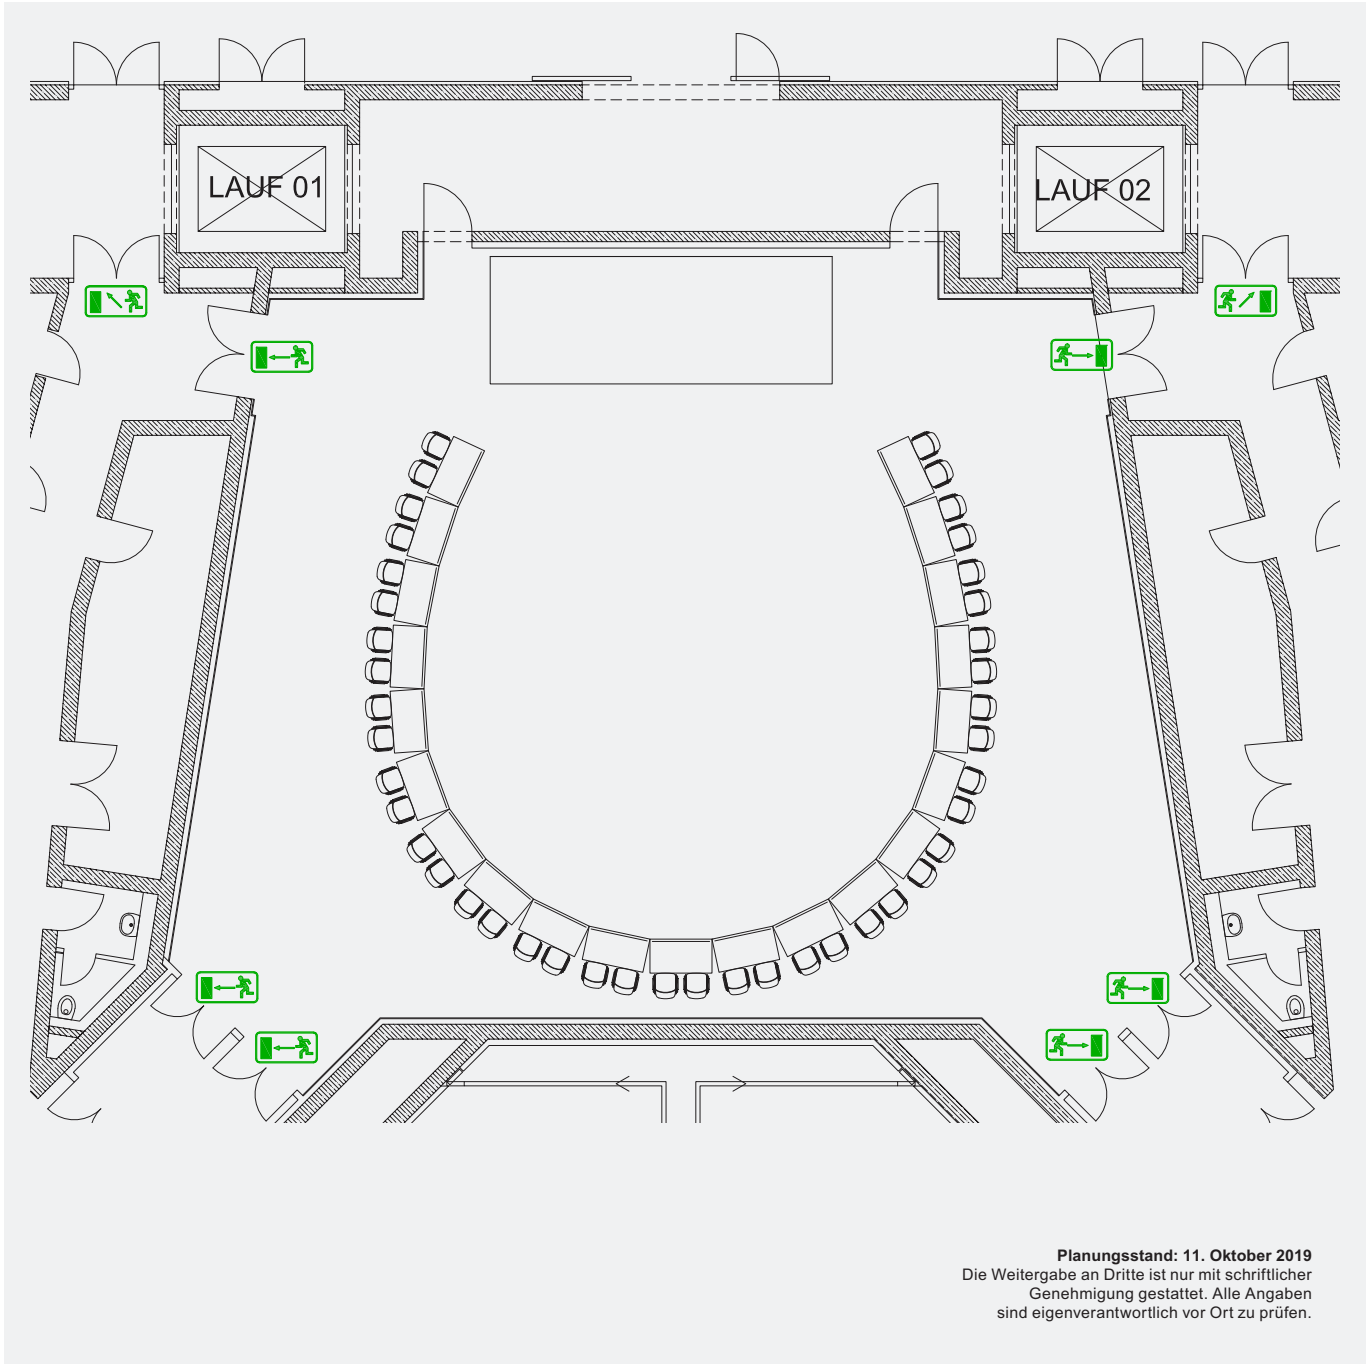 LAUF 01
LAUF 02
Planungsstand: 11. Oktober 2019
Die Weitergabe an Dritte ist nur mit schriftlicher
Genehmigung gestattet. Alle Angaben
sind eigenverantwortlich vor Ort zu prüfen.